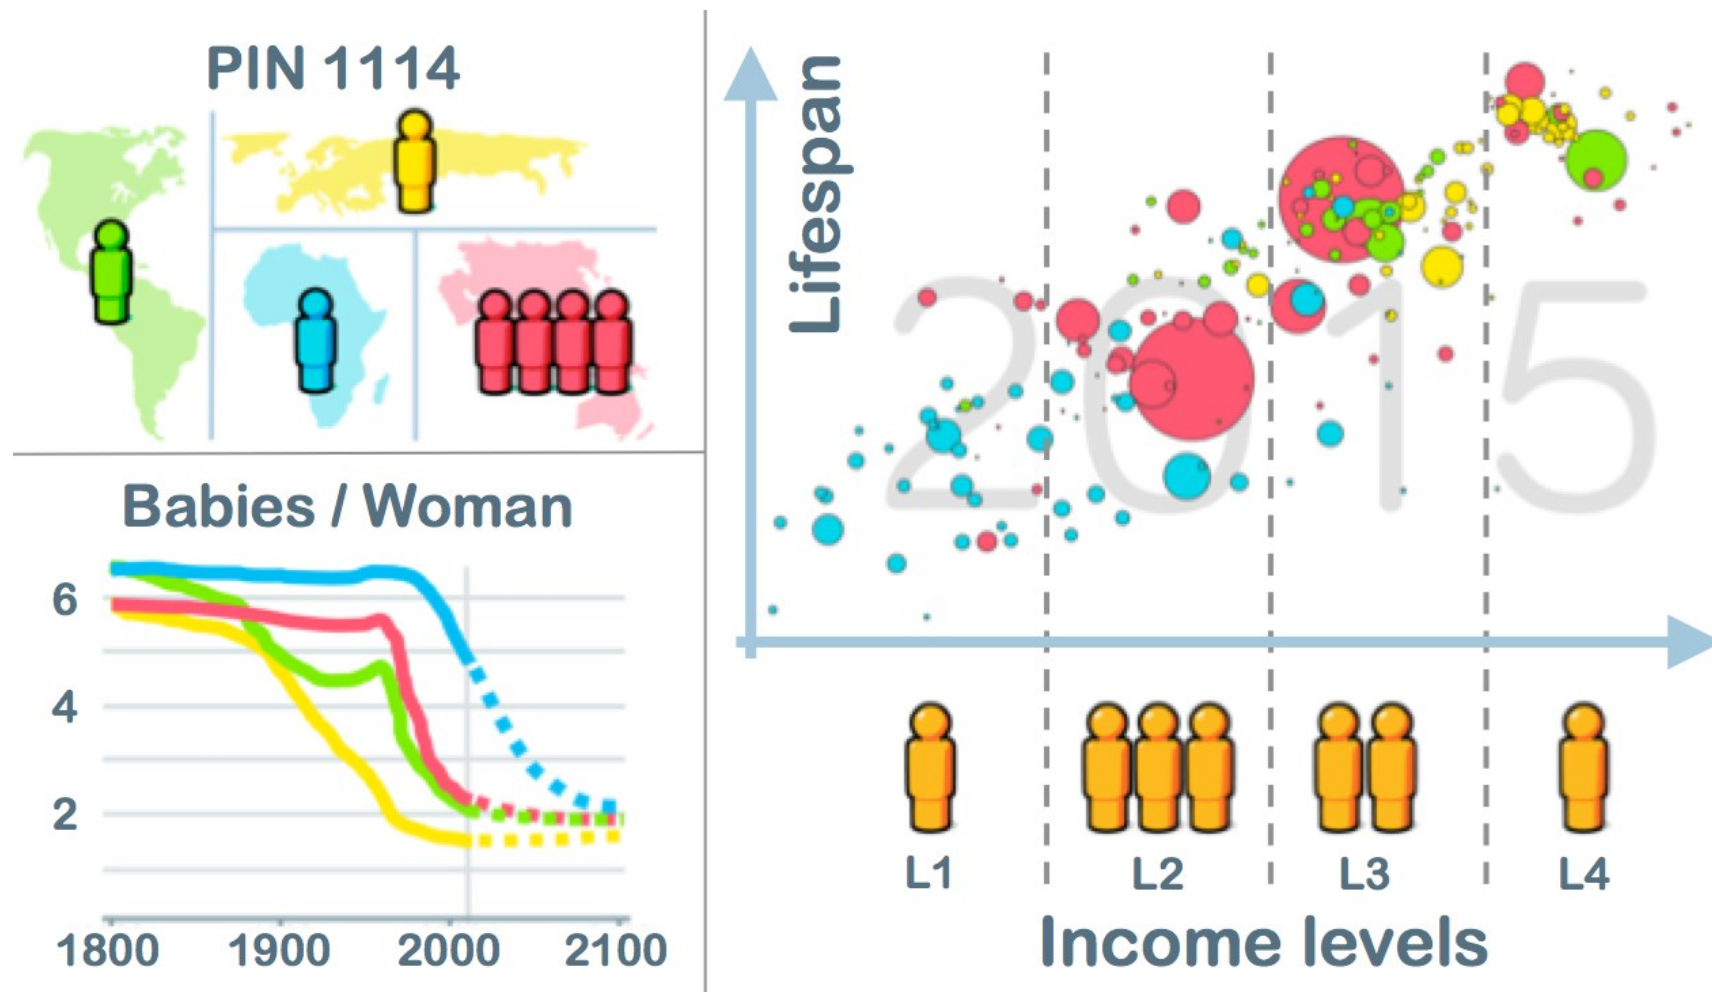 PIN 1114
Babies / Woman
6
4
2
1800 1900 2000 2100
Lifespan
2015
L1 L2 L3 L4
Income levels